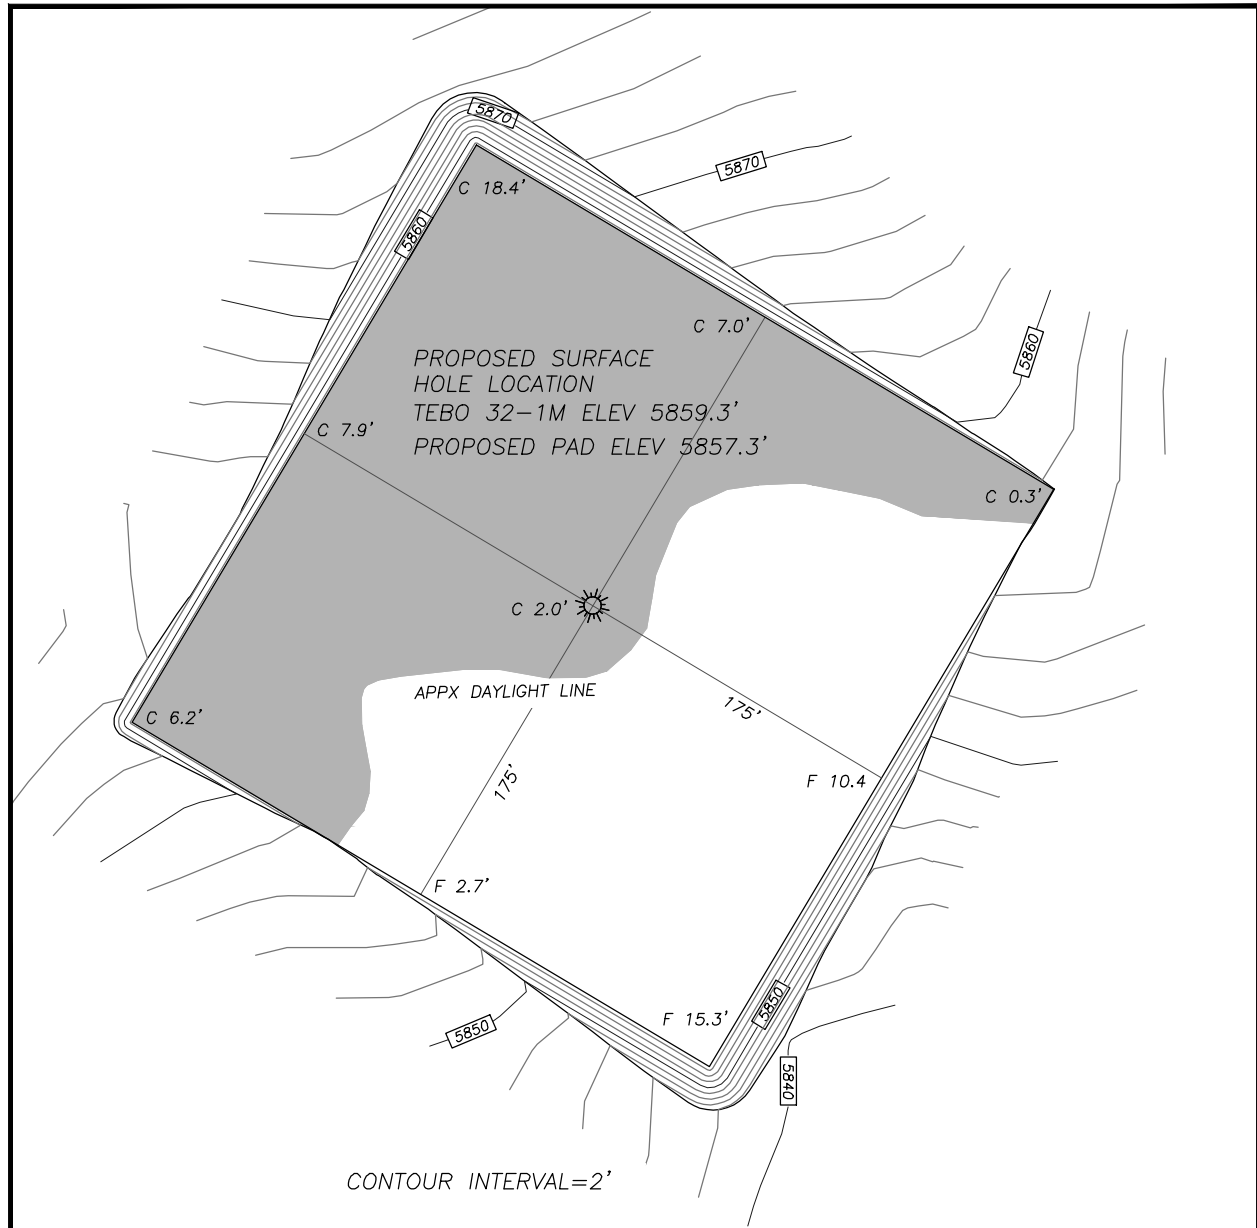 5870
5870
C 18.4'
5860
C 7.0'
5860
PROPOSED SURFACE
HOLE LOCATION
TEBO 32-1M ELEV 5859.3'
PROPOSED PAD ELEV 5857.3'
C 7.9'
C 0.3'
C 2.0'
APPX DAYLIGHT LINE
175'
C 6.2'
175'
F 10.4
F 2.7'
5850
F 15.3'
5850
5840
CONTOUR INTERVAL=2'